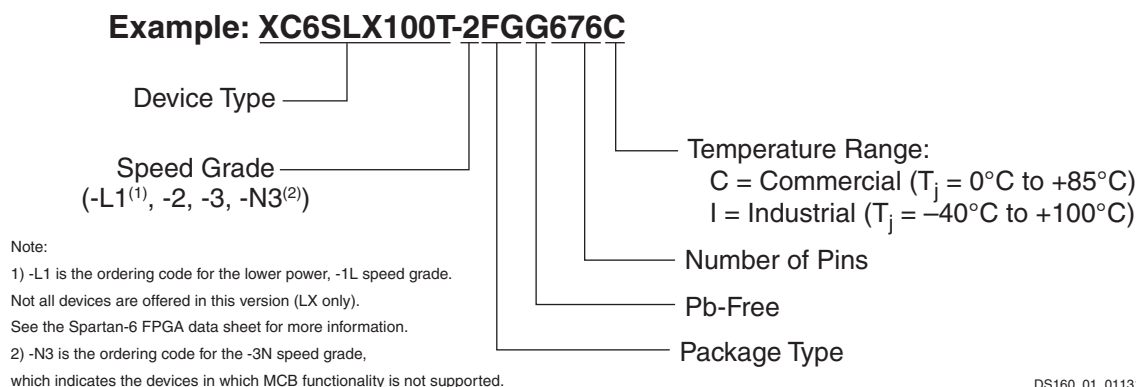 Example: XC6SLX100T-2FGG676C
Device Type
Speed Grade
(-L1(1), -2, -3, -N3(2))
Temperature Range:
C = Commercial (Tj = 0°C to +85°C)
I = Industrial (Tj = –40°C to +100°C)
Number of Pins
Pb-Free
Package Type
Note:
1) -L1 is the ordering code for the lower power, -1L speed grade.
Not all devices are offered in this version (LX only).
See the Spartan-6 FPGA data sheet for more information.
2) -N3 is the ordering code for the -3N speed grade,
which indicates the devices in which MCB functionality is not supported.